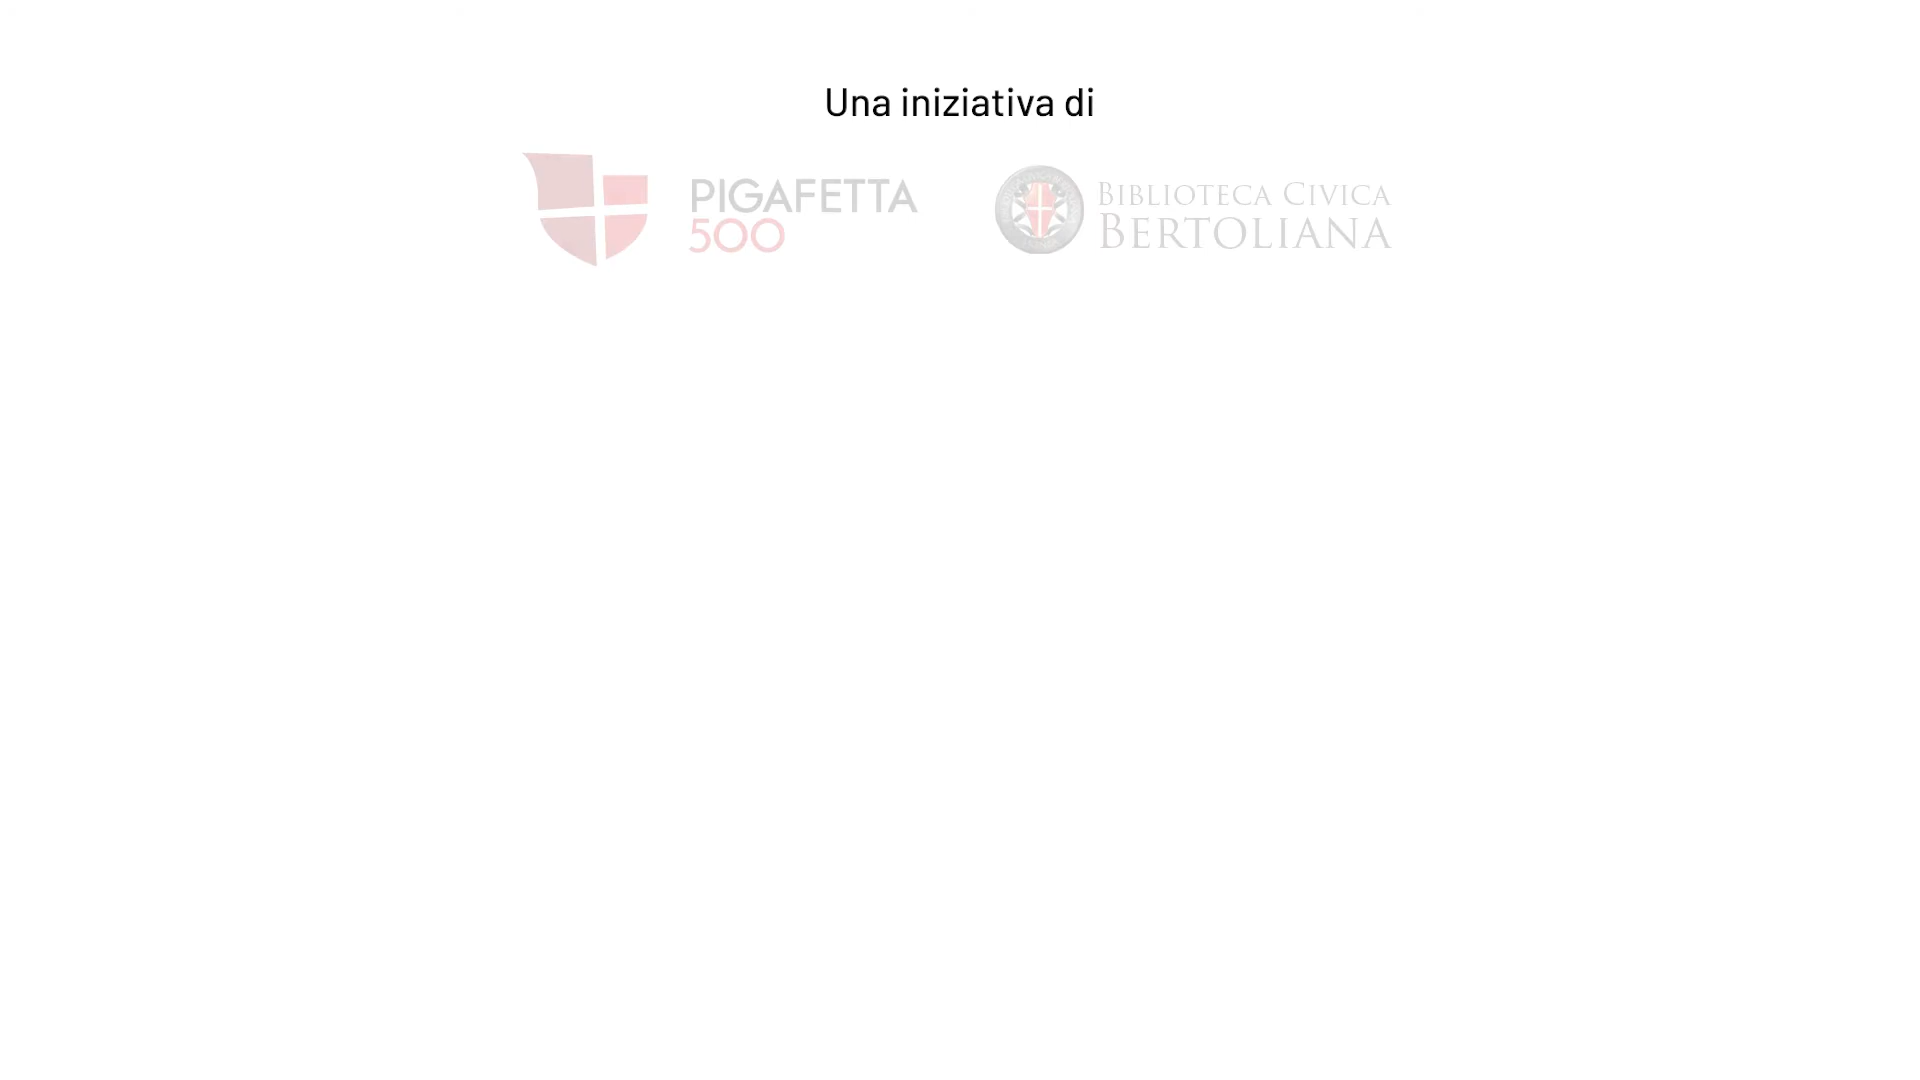 Una iniziativa di
PIGAFETTA
500
BIBLIOTECA CIVICA
BERTOLIANA